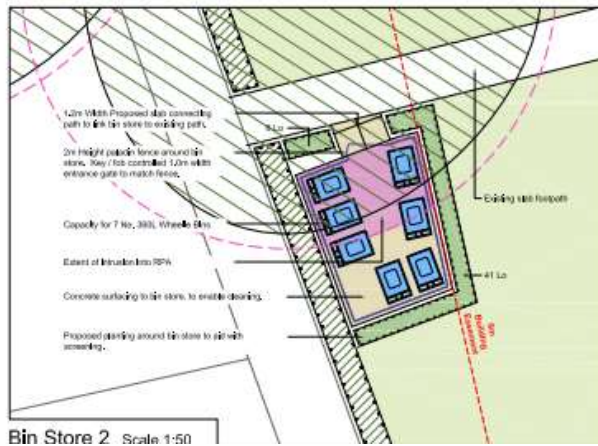 1.2m Width Proposed slab connecting
path to link bin store to existing path.
2m Height paladin fence around bin
store. Key / fob controlled 1.0m width
entrance gate to match fence.
Capacity for 7 No. 360L Wheelie Bins
Extent of Intrusion into RPA
Concrete surfacing to bin store, to enable cleaning.
Proposed planting around bin store to aid with
screening.
Existing slab footpath
41 Lo
5m
Building
Easement
Bin Store 2 Scale 1:50